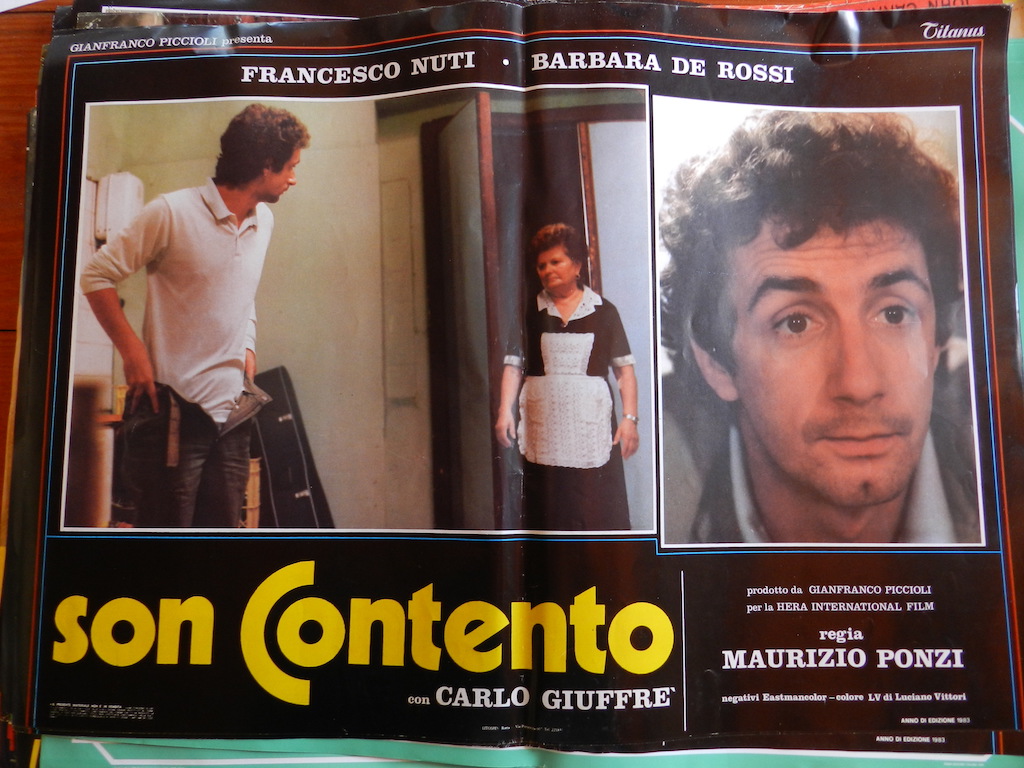 GIANFRANCO PICCIOLI presenta
Titanus
FRANCESCO NUTI · BARBARA DE ROSSI
son Contento
con CARLO GIUFFRE'
prodotto da GIANFRANCO PICCIOLI
per la HERA INTERNATIONAL FILM
regia
MAURIZIO PONZI
negativi Eastmancolor - colore LV di Luciano Vittori
ANNO DI EDIZIONE 1983
ANNO DI EDIZIONE 1983